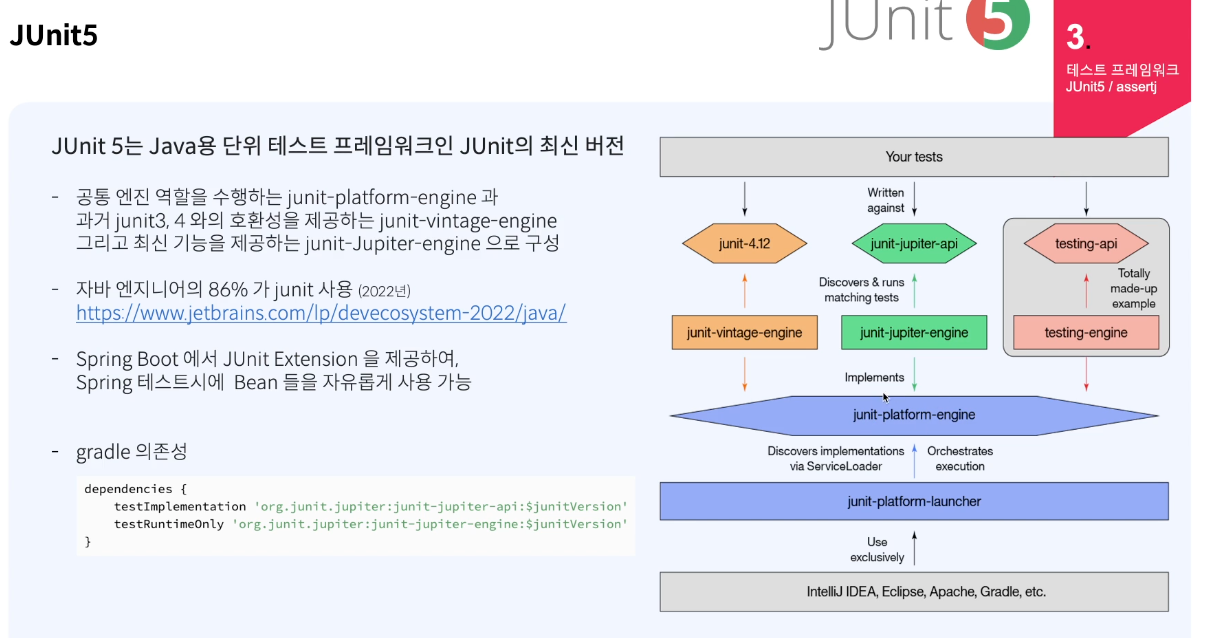 JUnit5
JUnit 5
3.
테스트 프레임워크
JUnit5 / assertj
JUnit 5는 Java용 단위 테스트 프레임워크인 JUnit의 최신 버전
- 공통 엔진 역할을 수행하는 junit-platform-engine 과
과거 junit3, 4 와의 호환성을 제공하는 junit-vintage-engine
그리고 최신 기능을 제공하는 junit-Jupiter-engine 으로 구성
- 자바 엔지니어의 86% 가 junit 사용 (2022년)
https://www.jetbrains.com/lp/devecosystem-2022/java/
- Spring Boot 에서 JUnit Extension 을 제공하여,
Spring 테스트시에 Bean 들을 자유롭게 사용 가능
- gradle 의존성
dependencies {
testImplementation 'org.junit.jupiter:junit-jupiter-api:$junitVersion'
testRuntimeOnly 'org.junit.jupiter:junit-jupiter-engine:$junitVersion'
}
Your tests
Written
against
junit-4.12
junit-jupiter-api
testing-api
Discovers & runs
matching tests
Totally
made-up
example
junit-vintage-engine
junit-jupiter-engine
testing-engine
Implements
junit-platform-engine
Discovers implementations
via ServiceLoader
Orchestrates
execution
junit-platform-launcher
Use
exclusively
IntelliJ IDEA, Eclipse, Apache, Gradle, etc.